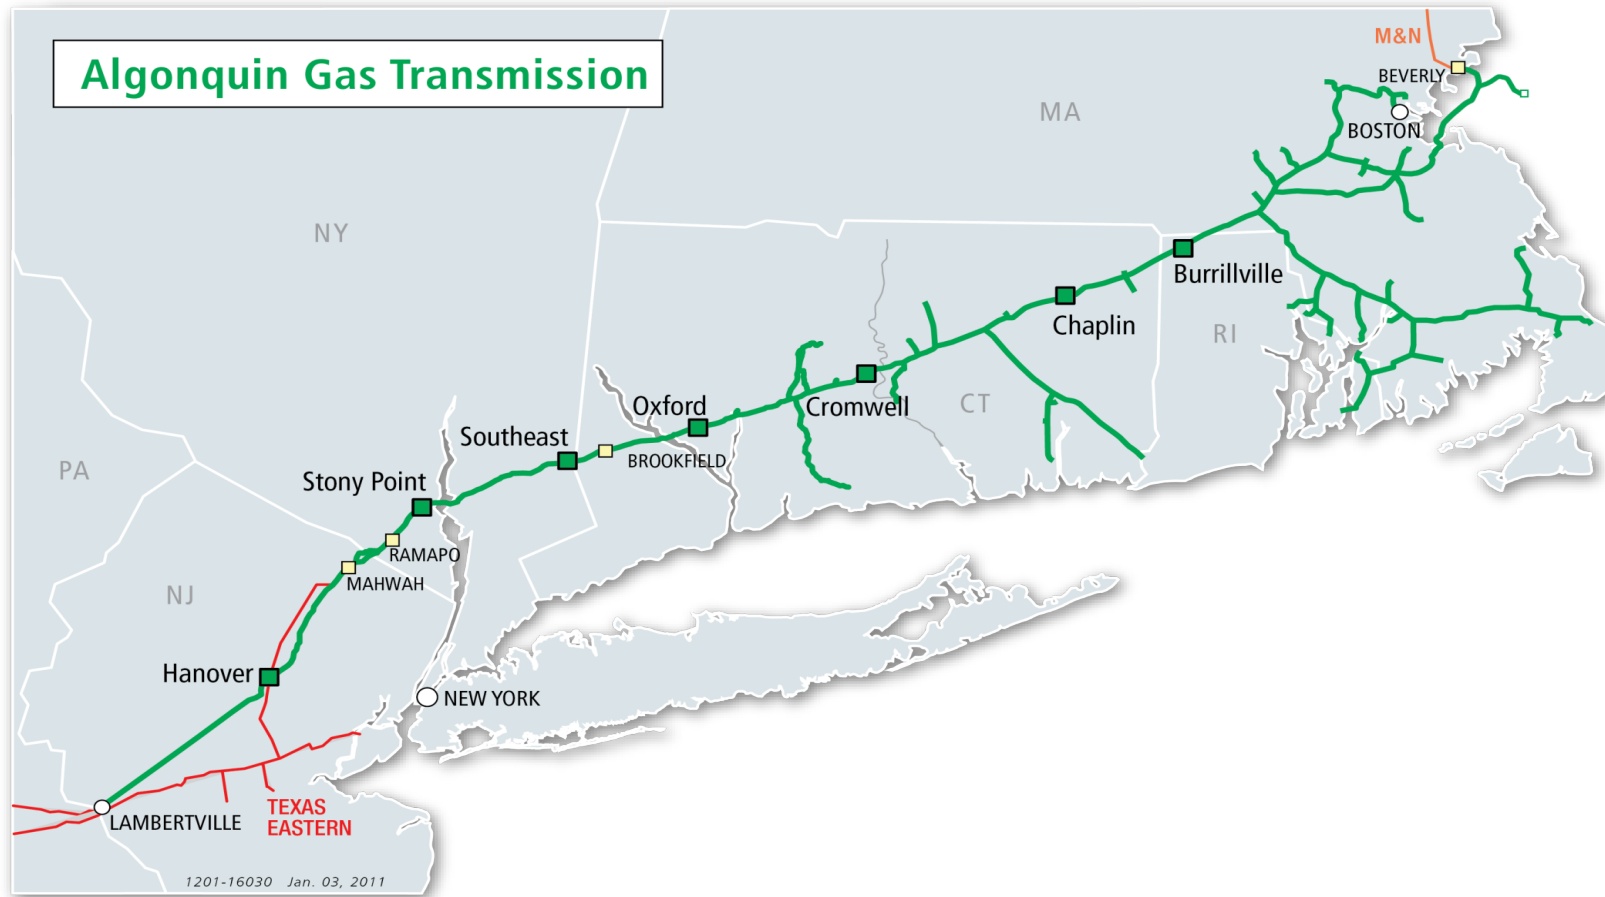 Algonquin Gas Transmission
M&N
BEVERLY
MA
BOSTON
NY
Burrillville
Chaplin
RI
Oxford
Cromwell
CT
Southeast
BROOKFIELD
PA
Stony Point
RAMAPO
MAHWAH
NJ
Hanover
NEW YORK
LAMBERTVILLE
TEXAS
EASTERN
1201-16030 Jan. 03, 2011